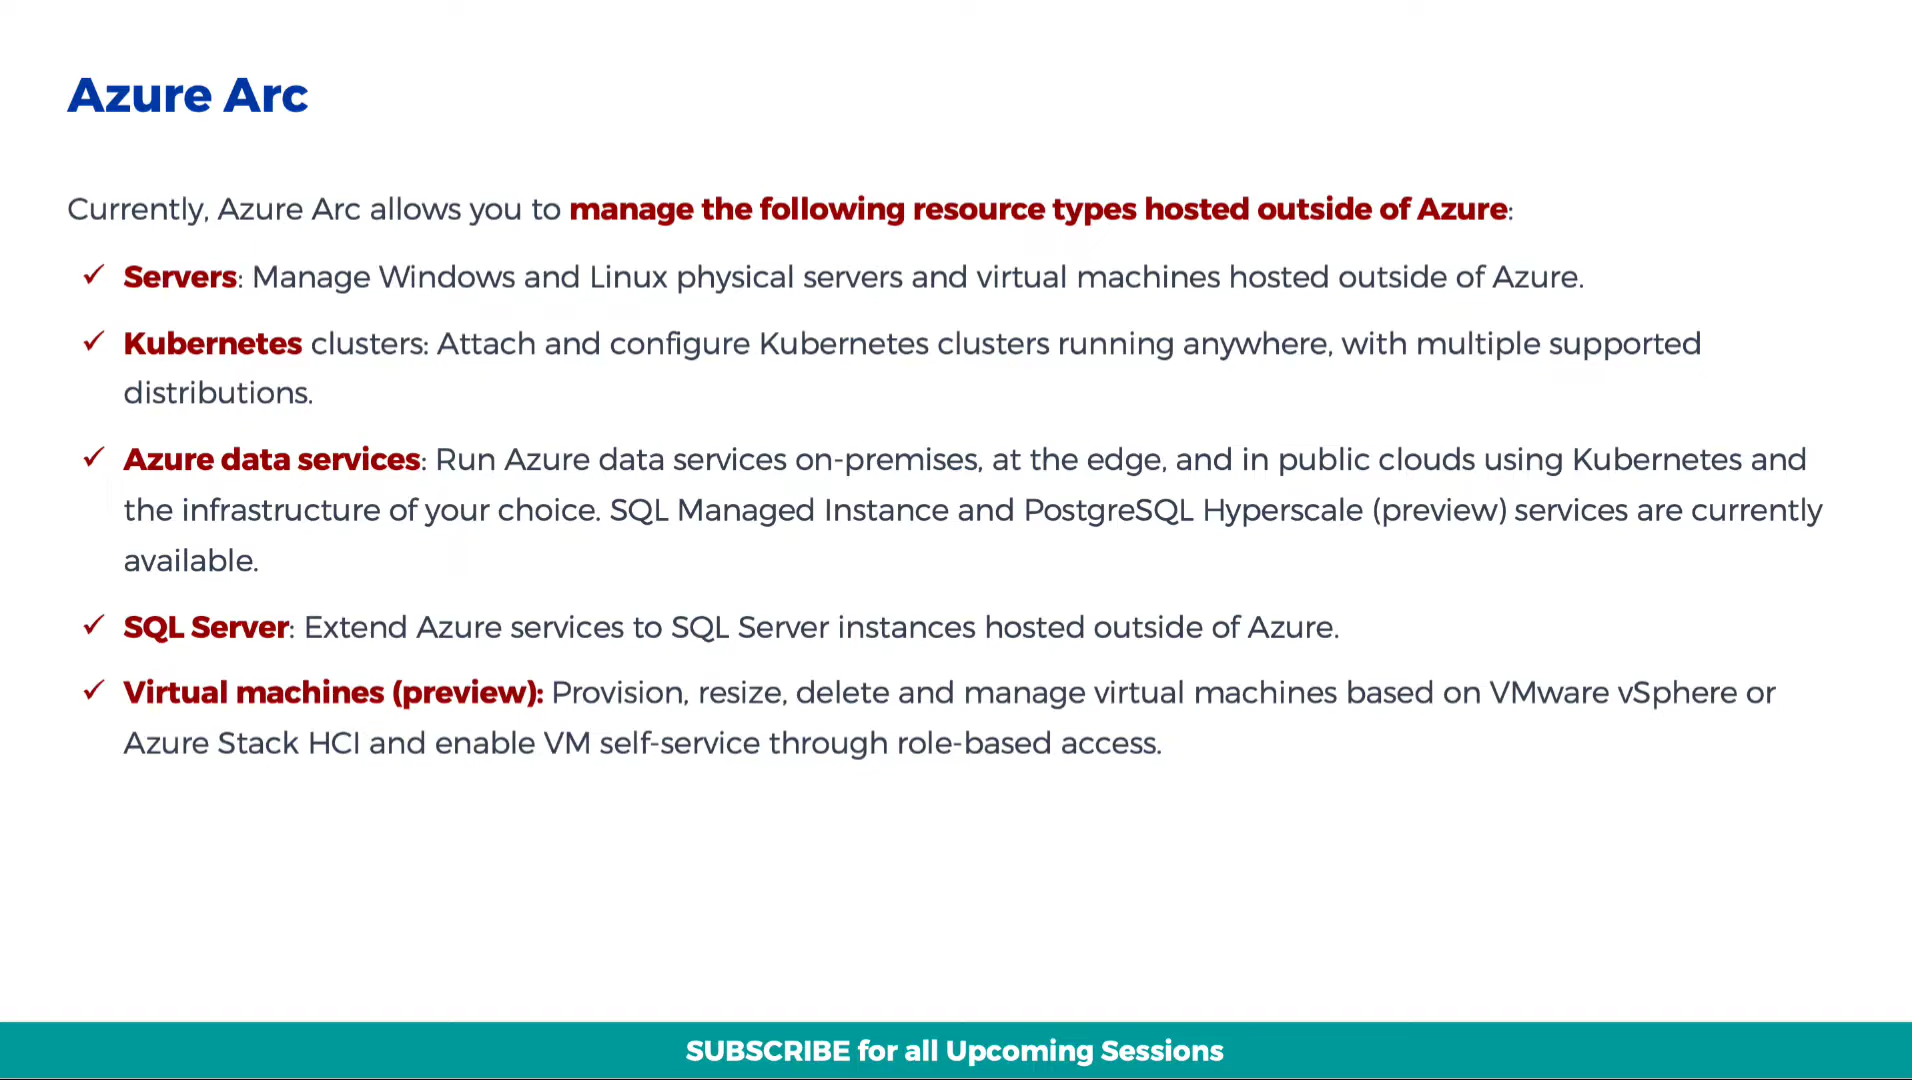 Azure Arc
Currently, Azure Arc allows you to manage the following resource types hosted outside of Azure:
✓ Servers: Manage Windows and Linux physical servers and virtual machines hosted outside of Azure.
✓ Kubernetes clusters: Attach and configure Kubernetes clusters running anywhere, with multiple supported
distributions.
✓ Azure data services: Run Azure data services on-premises, at the edge, and in public clouds using Kubernetes and
the infrastructure of your choice. SQL Managed Instance and PostgreSQL Hyperscale (preview) services are currently
available.
✓ SQL Server: Extend Azure services to SQL Server instances hosted outside of Azure.
✓ Virtual machines (preview): Provision, resize, delete and manage virtual machines based on VMware vSphere or
Azure Stack HCI and enable VM self-service through role-based access.
SUBSCRIBE for all Upcoming Sessions